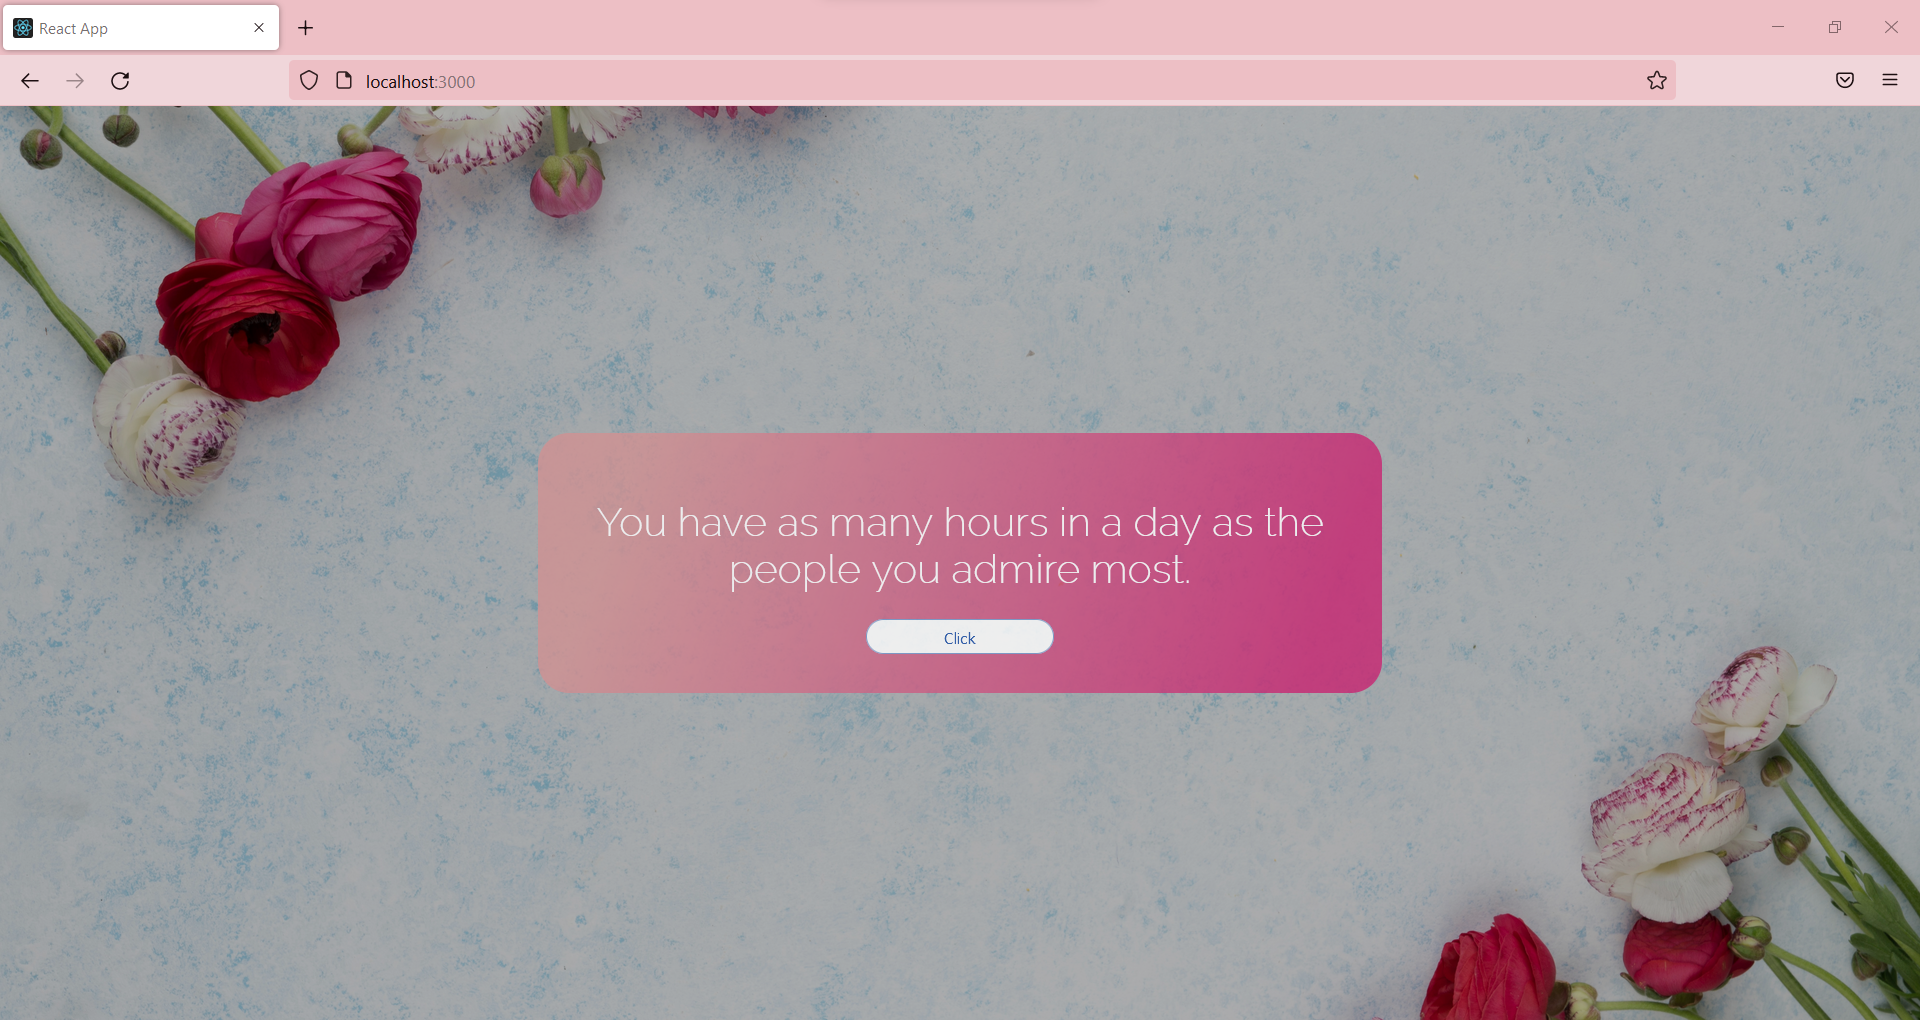 React App
localhost:3000
You have as many hours in a day as the
people you admire most.
Click